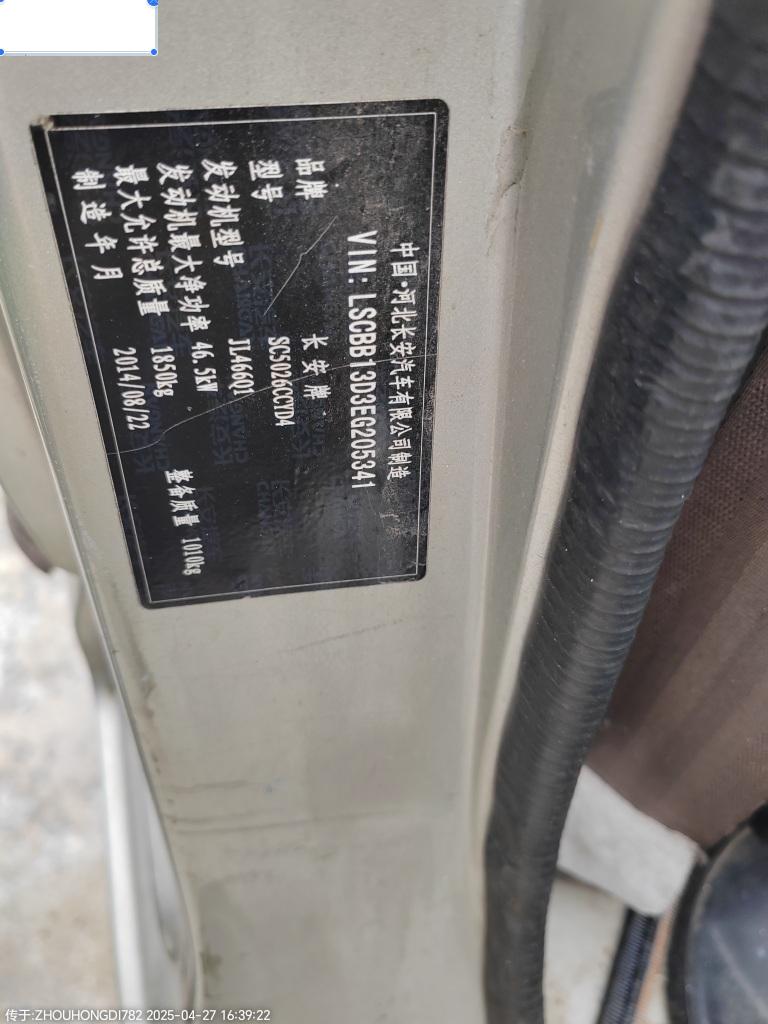 中国·河北长安汽车有限公司制造
VIN: LSCBB13D3EG205341
品牌 长安牌
型号 SC5026CCYD4
发动机型号 JL466Q1
发动机最大净功率 46.5kW
最大允许总质量 1850kg 整备质量 1010kg
制造年月 2014/08/22
传于:ZHOUHONGDI782 2025-04-27 16:39:22